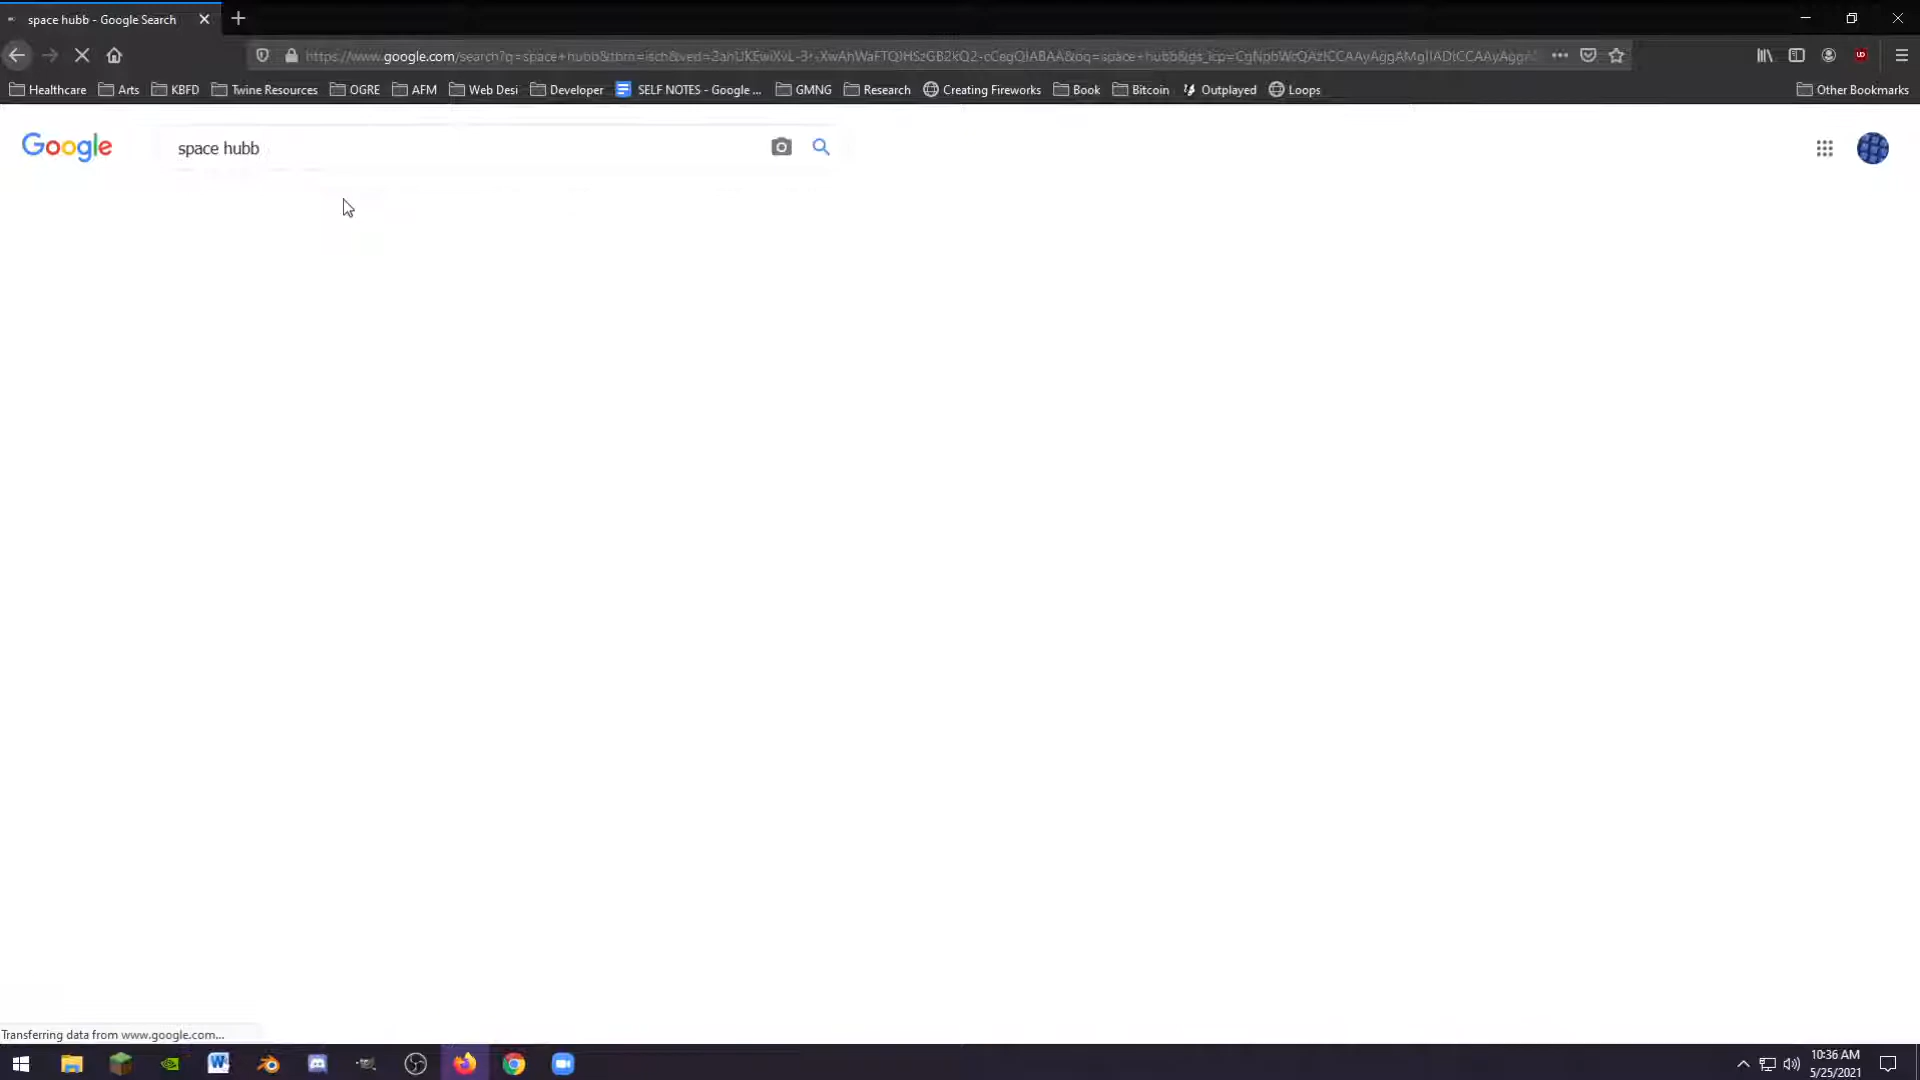 space hubb - Google Search
Healthcare Arts KBFD Twine Resources OGRE AFM Web Desi Developer SELF NOTES - Google ... GMNG Research Creating Fireworks Book Bitcoin Outplayed Loops Other Bookmarks
Google space hubb
Transferring data from www.google.com...
10:36 AM
5/25/2021